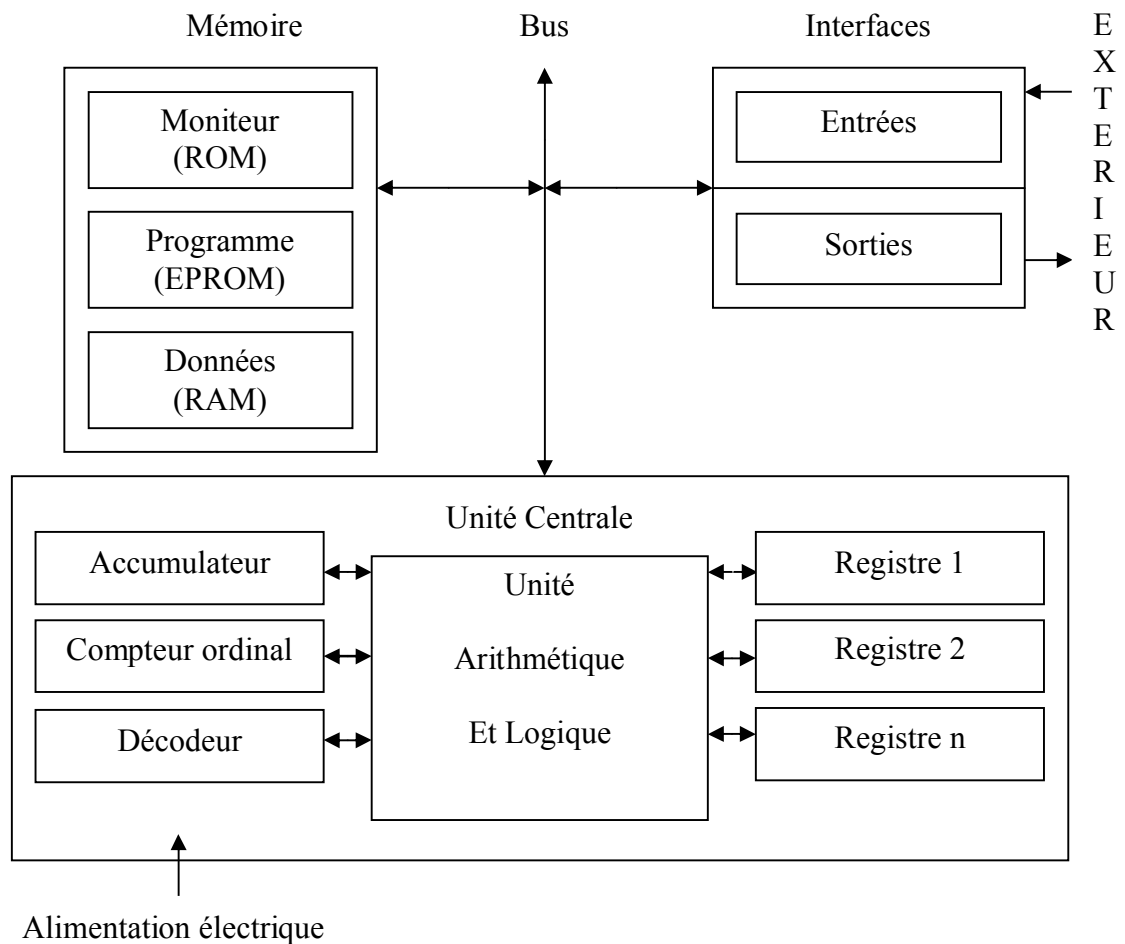 Mémoire
Bus
Interfaces
Moniteur
(ROM)
Programme
(EPROM)
Données
(RAM)
Entrées
Sorties
E
X
T
E
R
I
E
U
R
Unité Centrale
Accumulateur
Compteur ordinal
Décodeur
Unité
Arithmétique
Et Logique
Registre 1
Registre 2
Registre n
Alimentation électrique